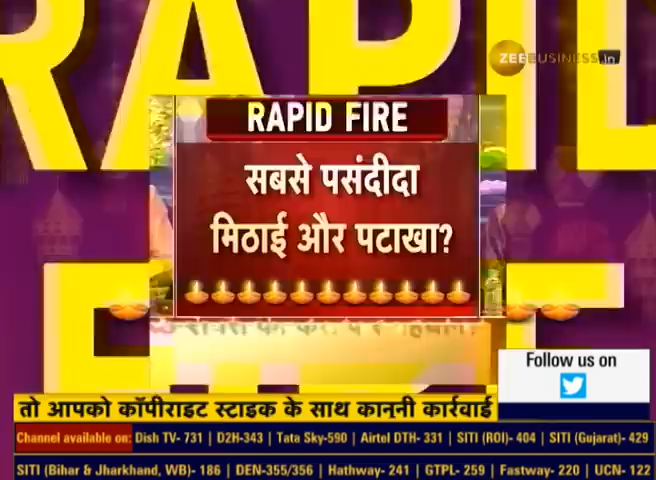 RAPID
ZEEBUSINESS.in
RAPID FIRE
सबसे पसंदीदा
मिठाई और पटाखा?
Follow us on
तो आपको कॉपीराइट स्ट्राइक के साथ कानूनी कार्रवाई
Channel available on: Dish TV- 731 | D2H-343 | Tata Sky-590 | Airtel DTH- 331 | SITI (ROI)- 404 | SITI (Gujarat)- 429
SITI (Bihar & Jharkhand, WB)- 186 | DEN-355/356 | Hathway- 241 | GTPL- 259 | Fastway- 220 | UCN- 122